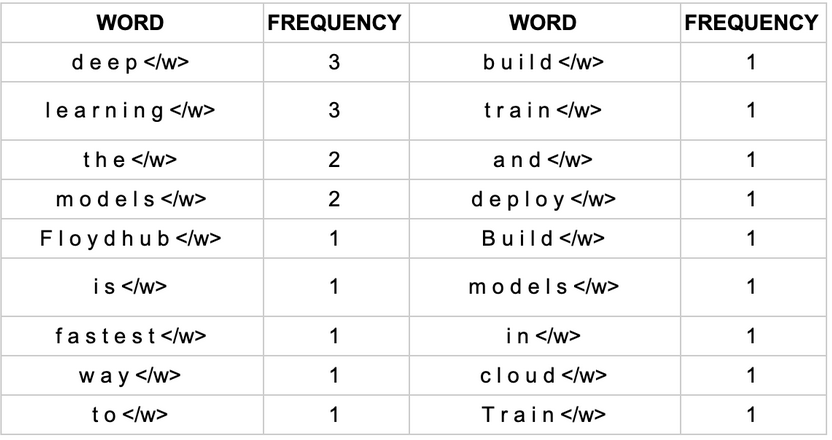 WORD FREQUENCY WORD FREQUENCY
d e e p </w> 3 b u i l d </w> 1
l e a r n i n g </w> 3 t r a i n </w> 1
t h e </w> 2 a n d </w> 1
m o d e l s </w> 2 d e p l o y </w> 1
F l o y d h u b </w> 1 B u i l d </w> 1
i s </w> 1 m o d e l s </w> 1
f a s t e s t </w> 1 i n </w> 1
w a y </w> 1 c l o u d </w> 1
t o </w> 1 T r a i n </w> 1